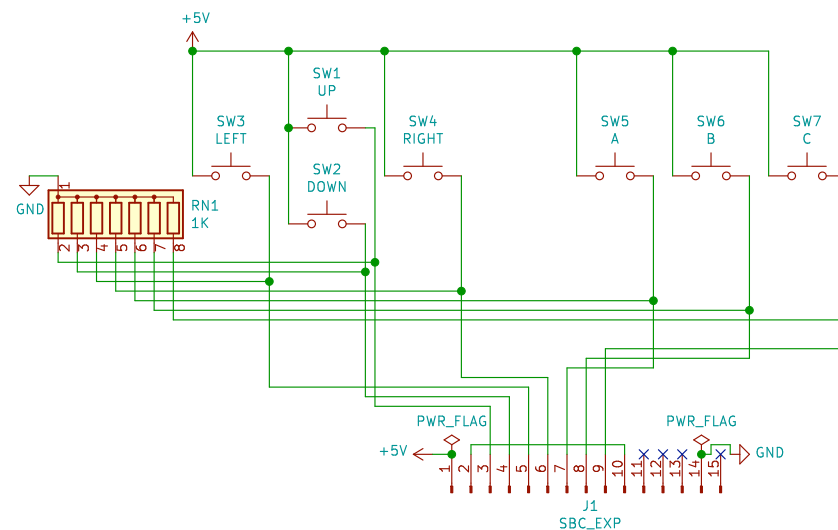 +5V
SW1
UP
SW3
LEFT
SW4
RIGHT
SW5
A
SW6
B
SW7
C
SW2
DOWN
1
GND
RN1
1K
2 3 4 5 6 7 8
PWR_FLAG
PWR_FLAG
+5V
GND
1 2 3 4 5 6 7 8 9 10 11 12 13 14 15
J1
SBC_EXP